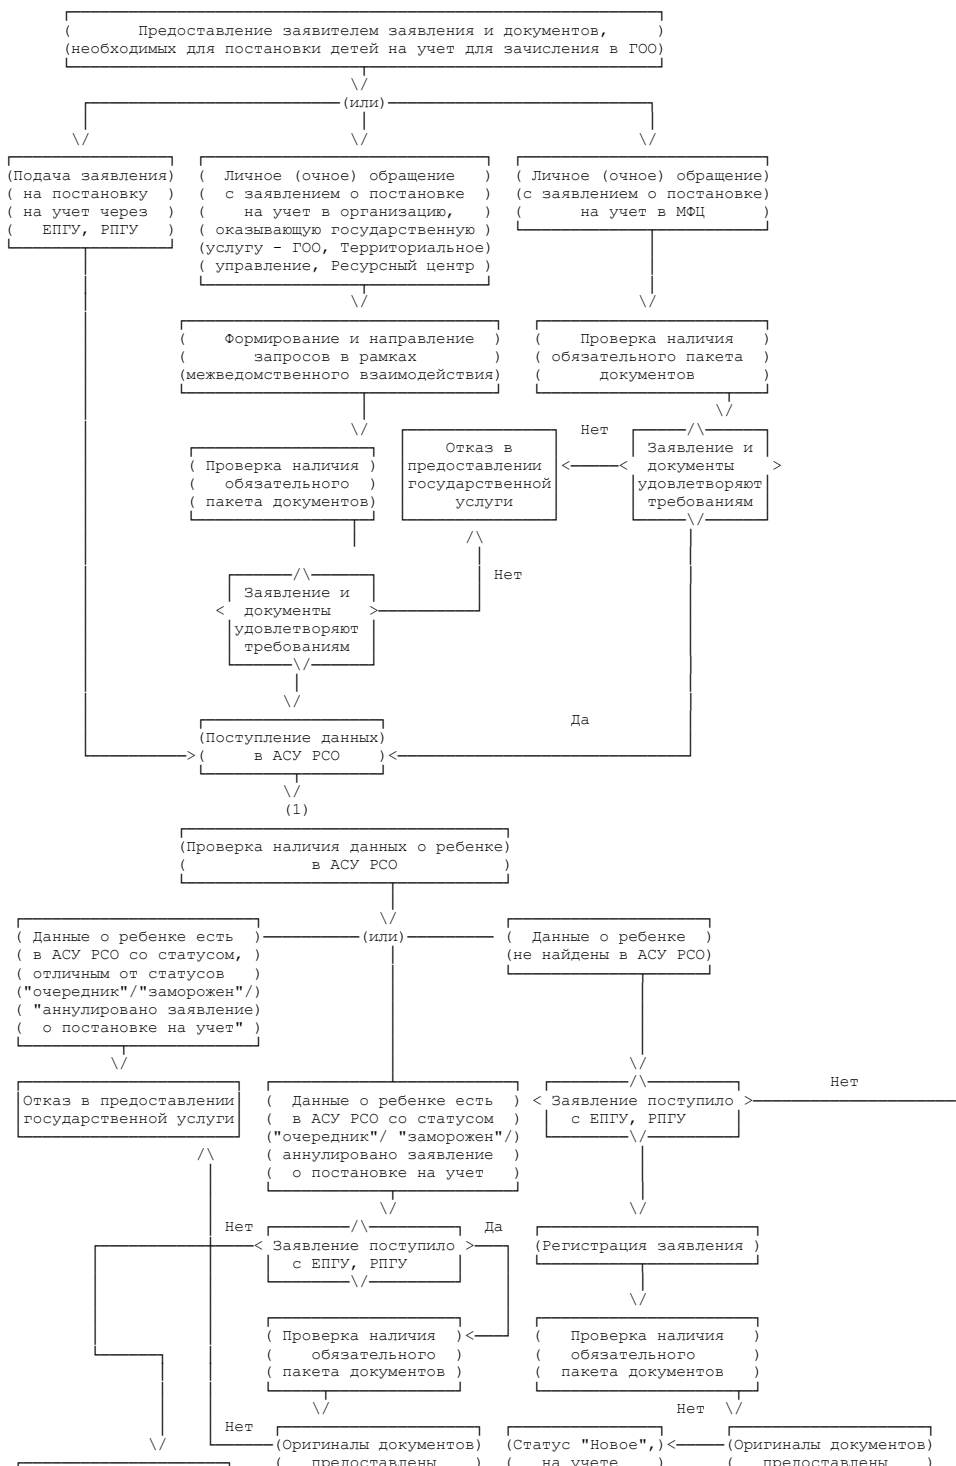 Предоставление заявителем заявления и документов,
необходимых для постановки детей на учет для зачисления в ГОО
(или)
Подача заявления
на постановку
на учет через
ЕПГУ, РПГУ
Личное (очное) обращение
с заявлением о постановке
на учет в организацию,
оказывающую государственную
услугу - ГОО, Территориальное
управление, Ресурсный центр
Личное (очное) обращение
с заявлением о постановке
на учет в МФЦ
Формирование и направление
запросов в рамках
межведомственного взаимодействия
Проверка наличия
обязательного пакета
документов
Проверка наличия
обязательного
пакета документов
Отказ в
предоставлении
государственной
услуги
Нет
Заявление и
документы
удовлетворяют
требованиям
Нет
Заявление и
документы
удовлетворяют
требованиям
Да
Поступление данных
в АСУ РСО
(1)
Проверка наличия данных о ребенке
в АСУ РСО
(или)
Данные о ребенке есть
в АСУ РСО со статусом,
отличным от статусов
"очередник"/"заморожен"/
"аннулировано заявление
о постановке на учет"
Данные о ребенке
не найдены в АСУ РСО
Отказ в предоставлении
государственной услуги
Данные о ребенке есть
в АСУ РСО со статусом
"очередник"/ "заморожен"/
аннулировано заявление
о постановке на учет
Заявление поступило
с ЕПГУ, РПГУ
Нет
Нет
Заявление поступило
с ЕПГУ, РПГУ
Да
Регистрация заявления
Проверка наличия
обязательного
пакета документов
Проверка наличия
обязательного
пакета документов
Нет
Нет
Оригиналы документов
предоставлены
(Статус "Новое",
на учете
Оригиналы документов
предоставлены